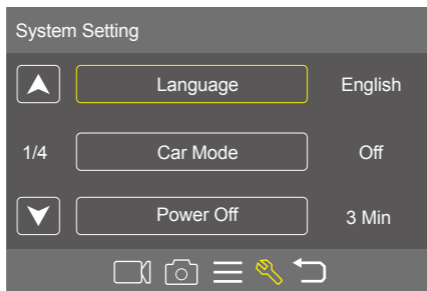 System Setting
Language English
1/4 Car Mode Off
Power Off 3 Min